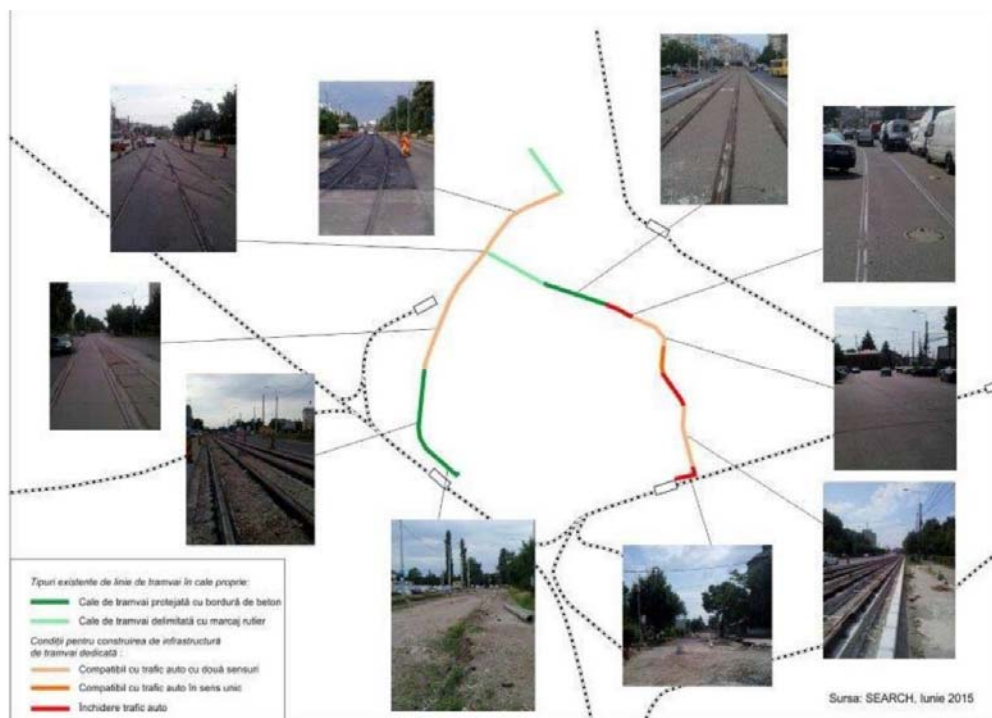 Tipuri existente de linie de tramvai în cale proprie:
Cale de tramvai protejată cu bordură de beton
Cale de tramvai delimitată cu marcaj rutier
Condiții pentru construirea de infrastructură
de tramvai dedicată :
Compatibil cu trafic auto cu două sensuri
Compatibil cu trafic auto în sens unic
Închidere trafic auto
Sursa: SEARCH, Iunie 2015